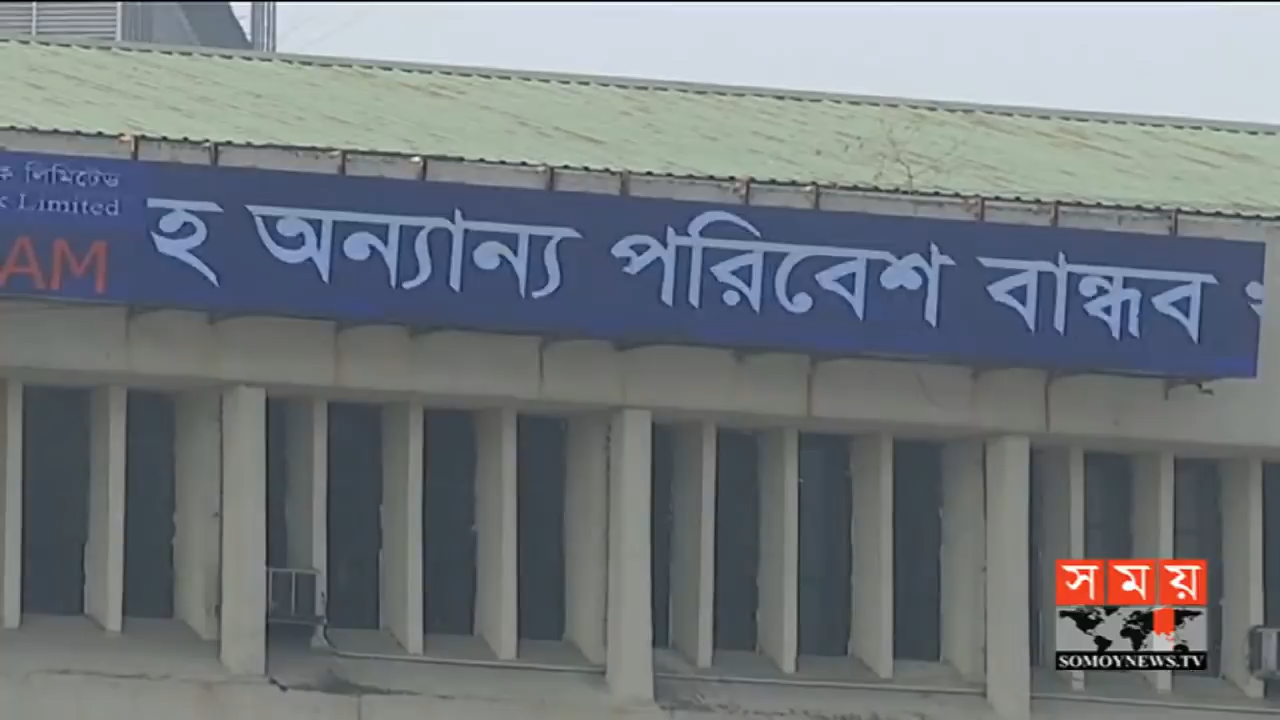 লিমিটেড
Limited
AM
হ অন্যান্য পরিবেশ বান্ধব
সময়
SOMOYNEWS.TV